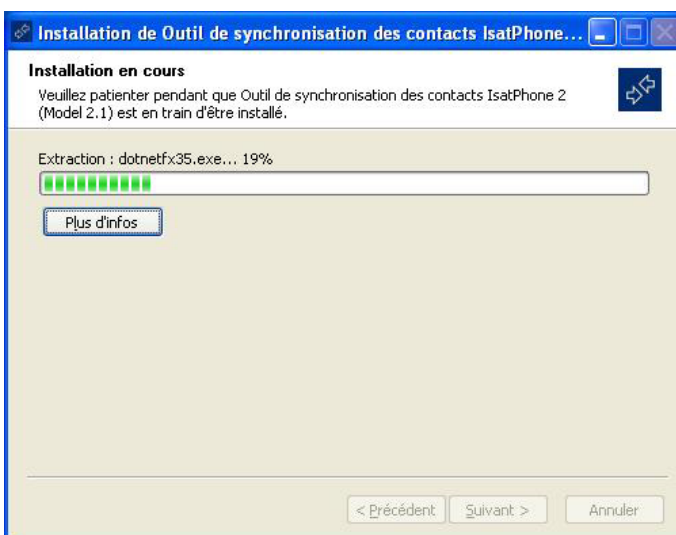 Installation de Outil de synchronisation des contacts IsatPhone...
Installation en cours
Veuillez patienter pendant que Outil de synchronisation des contacts IsatPhone 2
(Model 2.1) est en train d'être installé.
Extraction : dotnetfx35.exe... 19%
Plus d'infos
< Précédent
Suivant >
Annuler